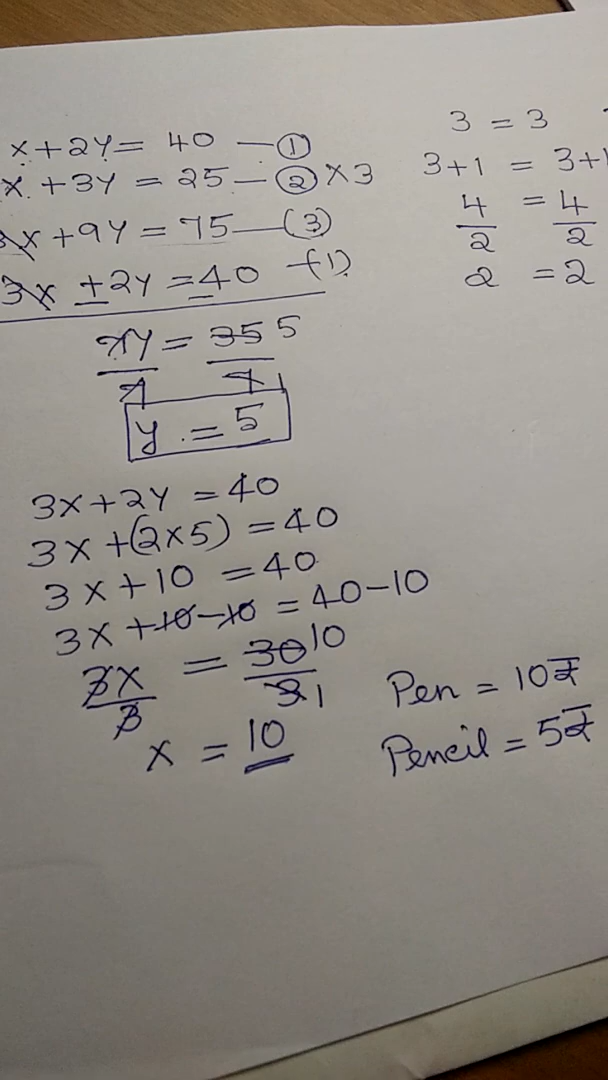 x+2y = 40 — ①
x + 3y = 25 — ② ×3
3x + 9y = 75 — (3)
3x ± 2y = 40 — (1)
7y = 35 5
7 7 1
y = 5
3x + 2y = 40
3x + (2×5) = 40
3x + 10 = 40
3x + 10 - 10 = 40 - 10
3x = 30 10
3 3 1
x = 10
3 = 3
3+1 = 3+1
4 = 4
2 2
2 = 2
Pen = 10₹
Pencil = 5₹